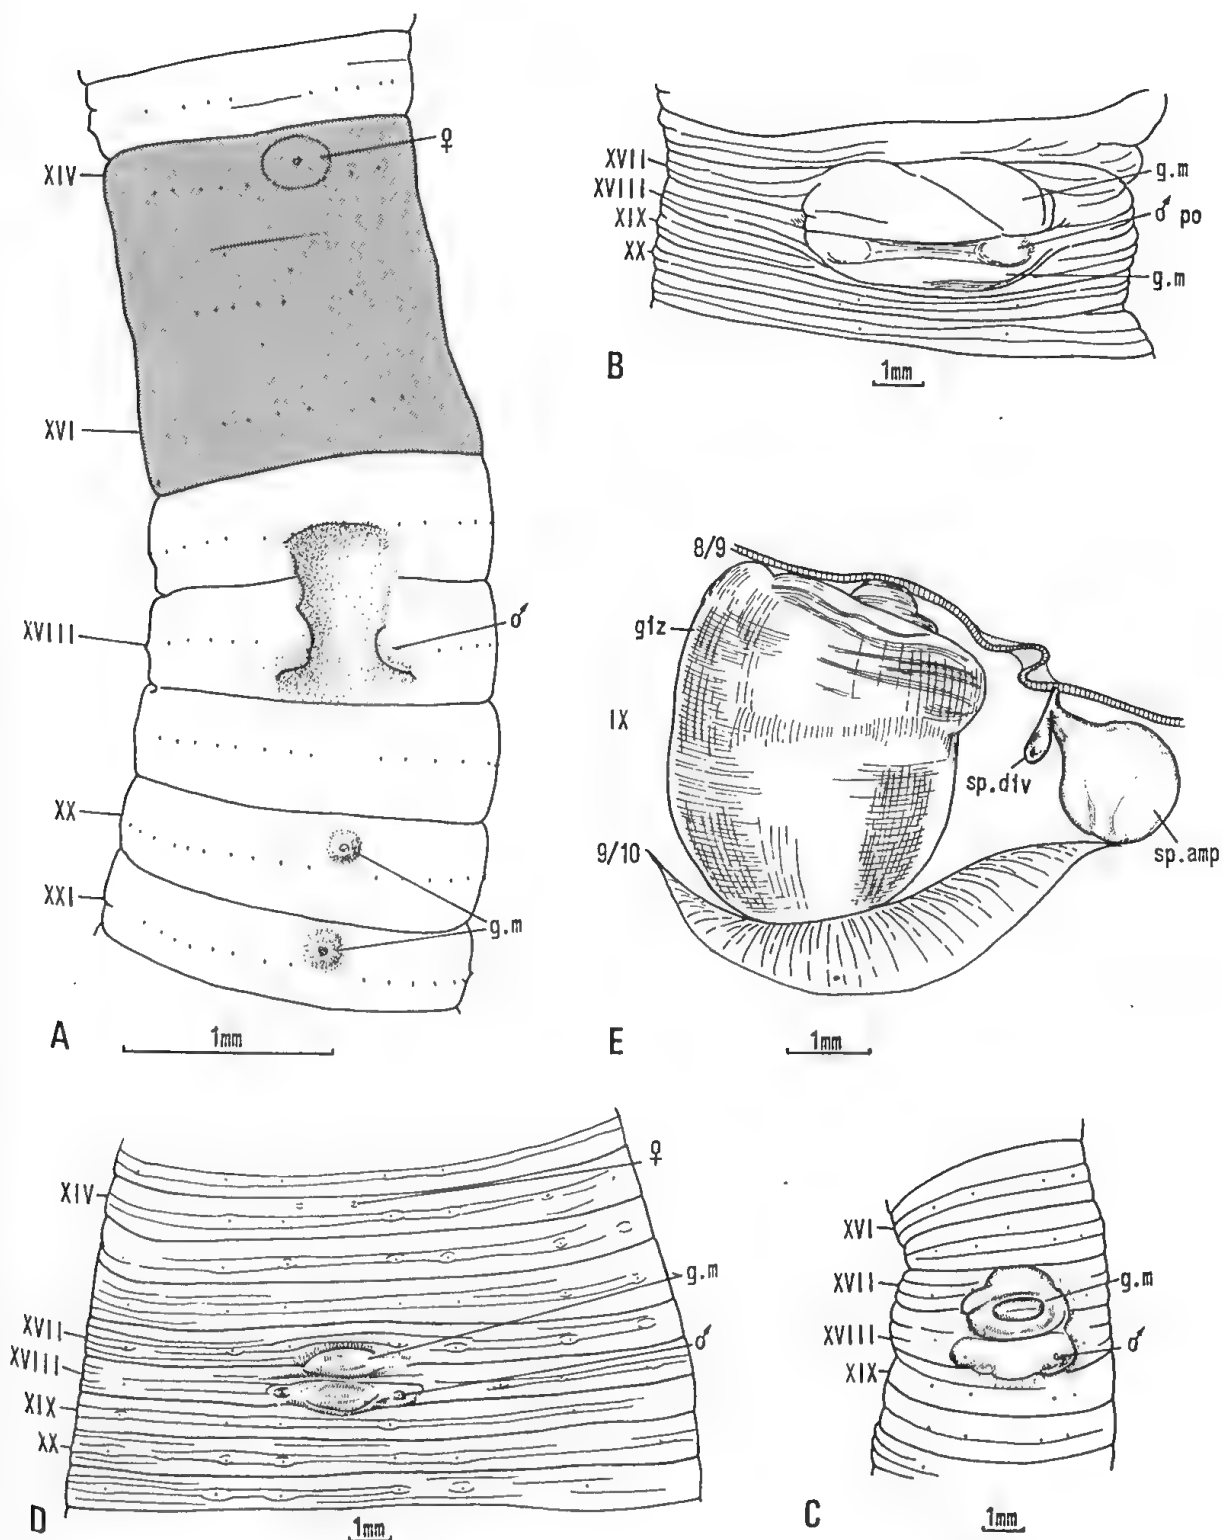 XIV
♀
XVI
XVIII
♂
XX
XXI
g.m
A
1mm
XVII
XVIII
XIX
XX
g.m
♂ po
g.m
B
1mm
8/9
giz
IX
9/10
sp.div
sp.amp
E
1mm
XIV
♀
g.m
XVII
XVIII
♂
XIX
XX
D
1mm
XVI
XVII
g.m
XVIII
♂
XIX
C
1mm